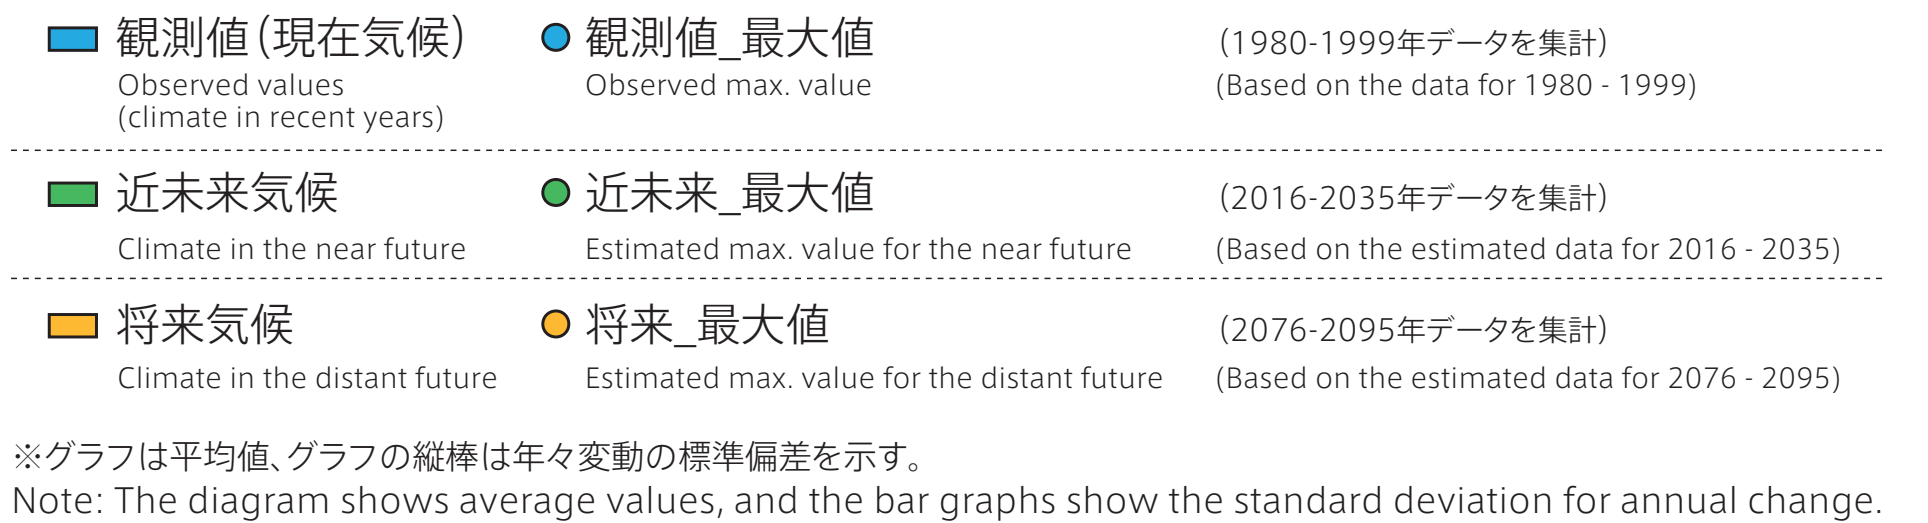 観測値(現在気候) 観測値_最大値 (1980-1999年データを集計)
Observed values Observed max. value (Based on the data for 1980 - 1999)
(climate in recent years)
近未来気候 近未来_最大値 (2016-2035年データを集計)
Climate in the near future Estimated max. value for the near future (Based on the estimated data for 2016 - 2035)
将来気候 将来_最大値 (2076-2095年データを集計)
Climate in the distant future Estimated max. value for the distant future (Based on the estimated data for 2076 - 2095)
※グラフは平均値、グラフの縦棒は年々変動の標準偏差を示す。
Note: The diagram shows average values, and the bar graphs show the standard deviation for annual change.